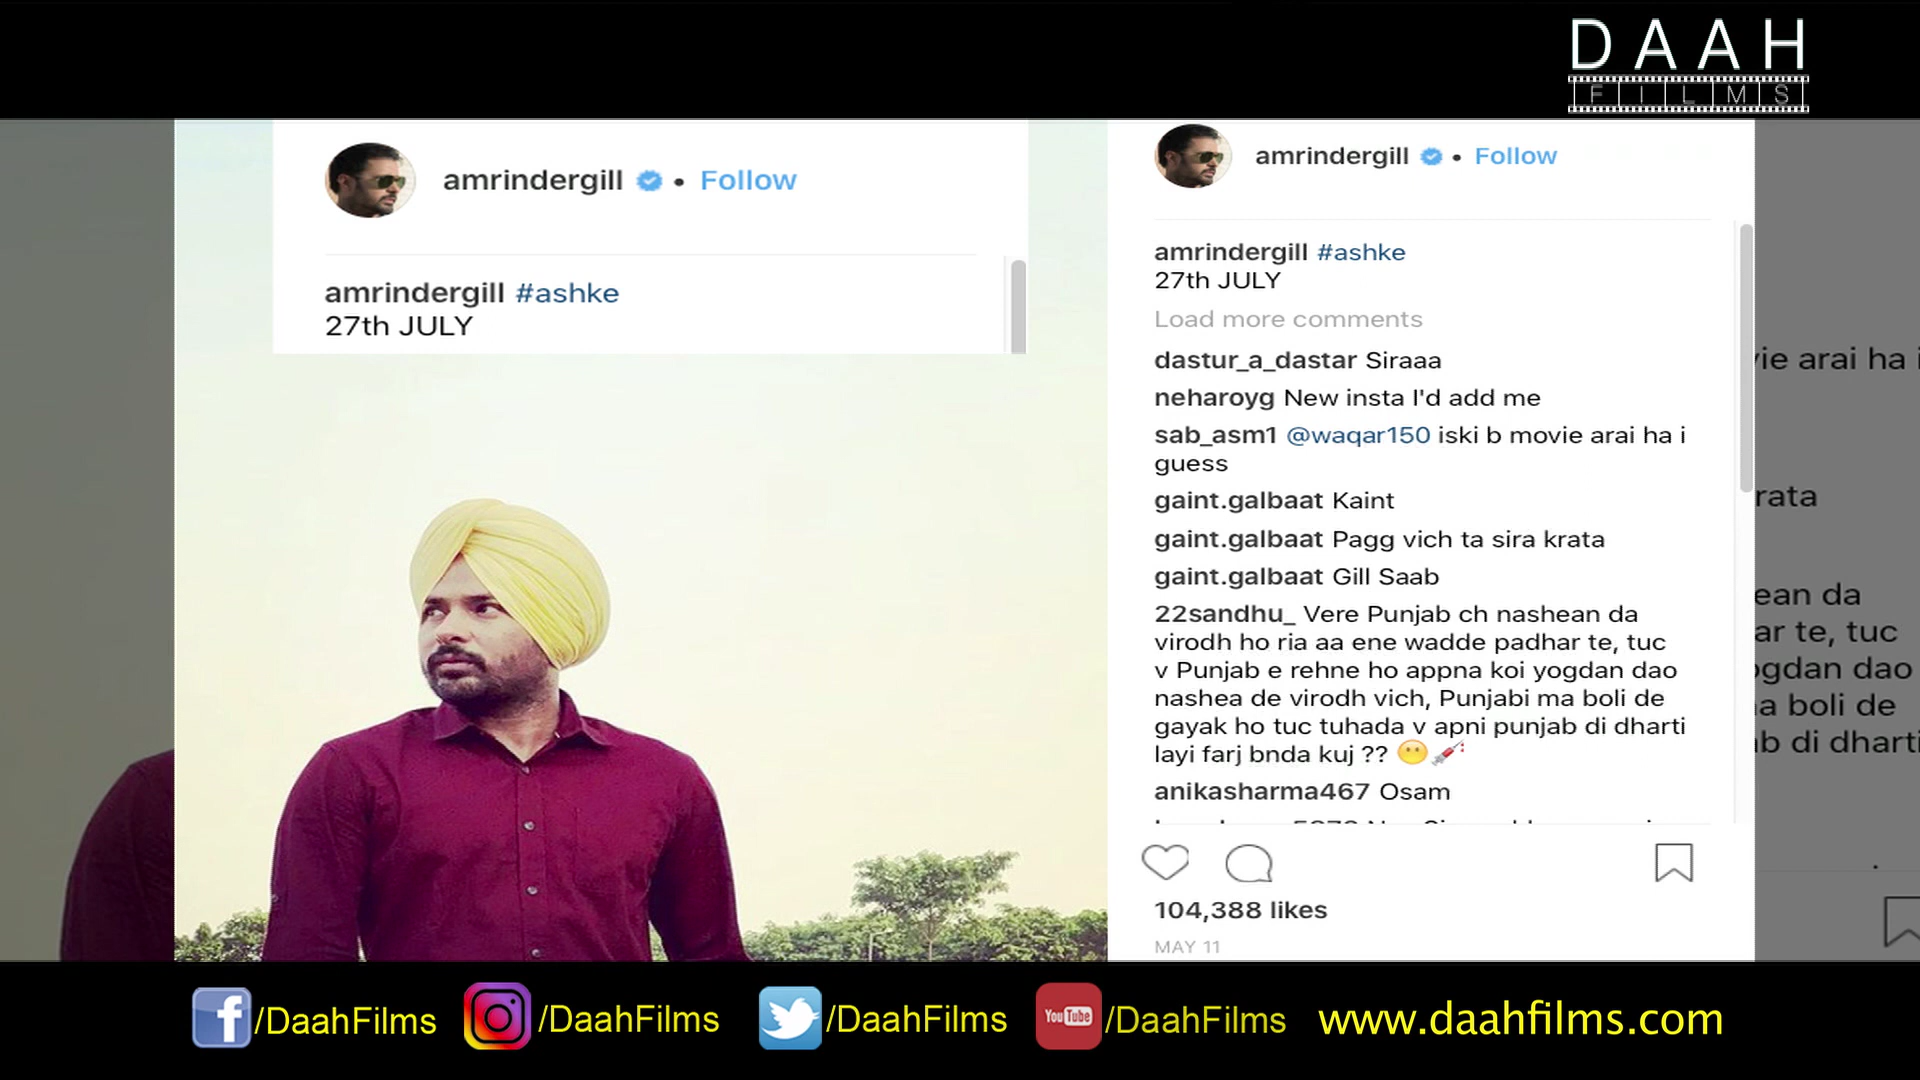 DAAH
FILMS
amrindergill • Follow
amrindergill #ashke
27th JULY
amrindergill • Follow
amrindergill #ashke
27th JULY
Load more comments
dastur_a_dastar Siraaa
neharoyg New insta I'd add me
sab_asm1 @waqar150 iski b movie arai ha i
guess
gaint.galbaat Kaint
gaint.galbaat Pagg vich ta sira krata
gaint.galbaat Gill Saab
22sandhu_ Vere Punjab ch nashean da
virodh ho ria aa ene wadde padhar te, tuc
v Punjab e rehne ho appna koi yogdan dao
nashea de virodh vich, Punjabi ma boli de
gayak ho tuc tuhada v apni punjab di dharti
layi farj bnda kuj ?? 😶💉
anikasharma467 Osam
104,388 likes
MAY 11
arai ha
rata
ean da
ar te, tuc
ogdan dao
a boli de
b di dharti
/DaahFilms
/DaahFilms
/DaahFilms
You Tube /DaahFilms
www.daahfilms.com